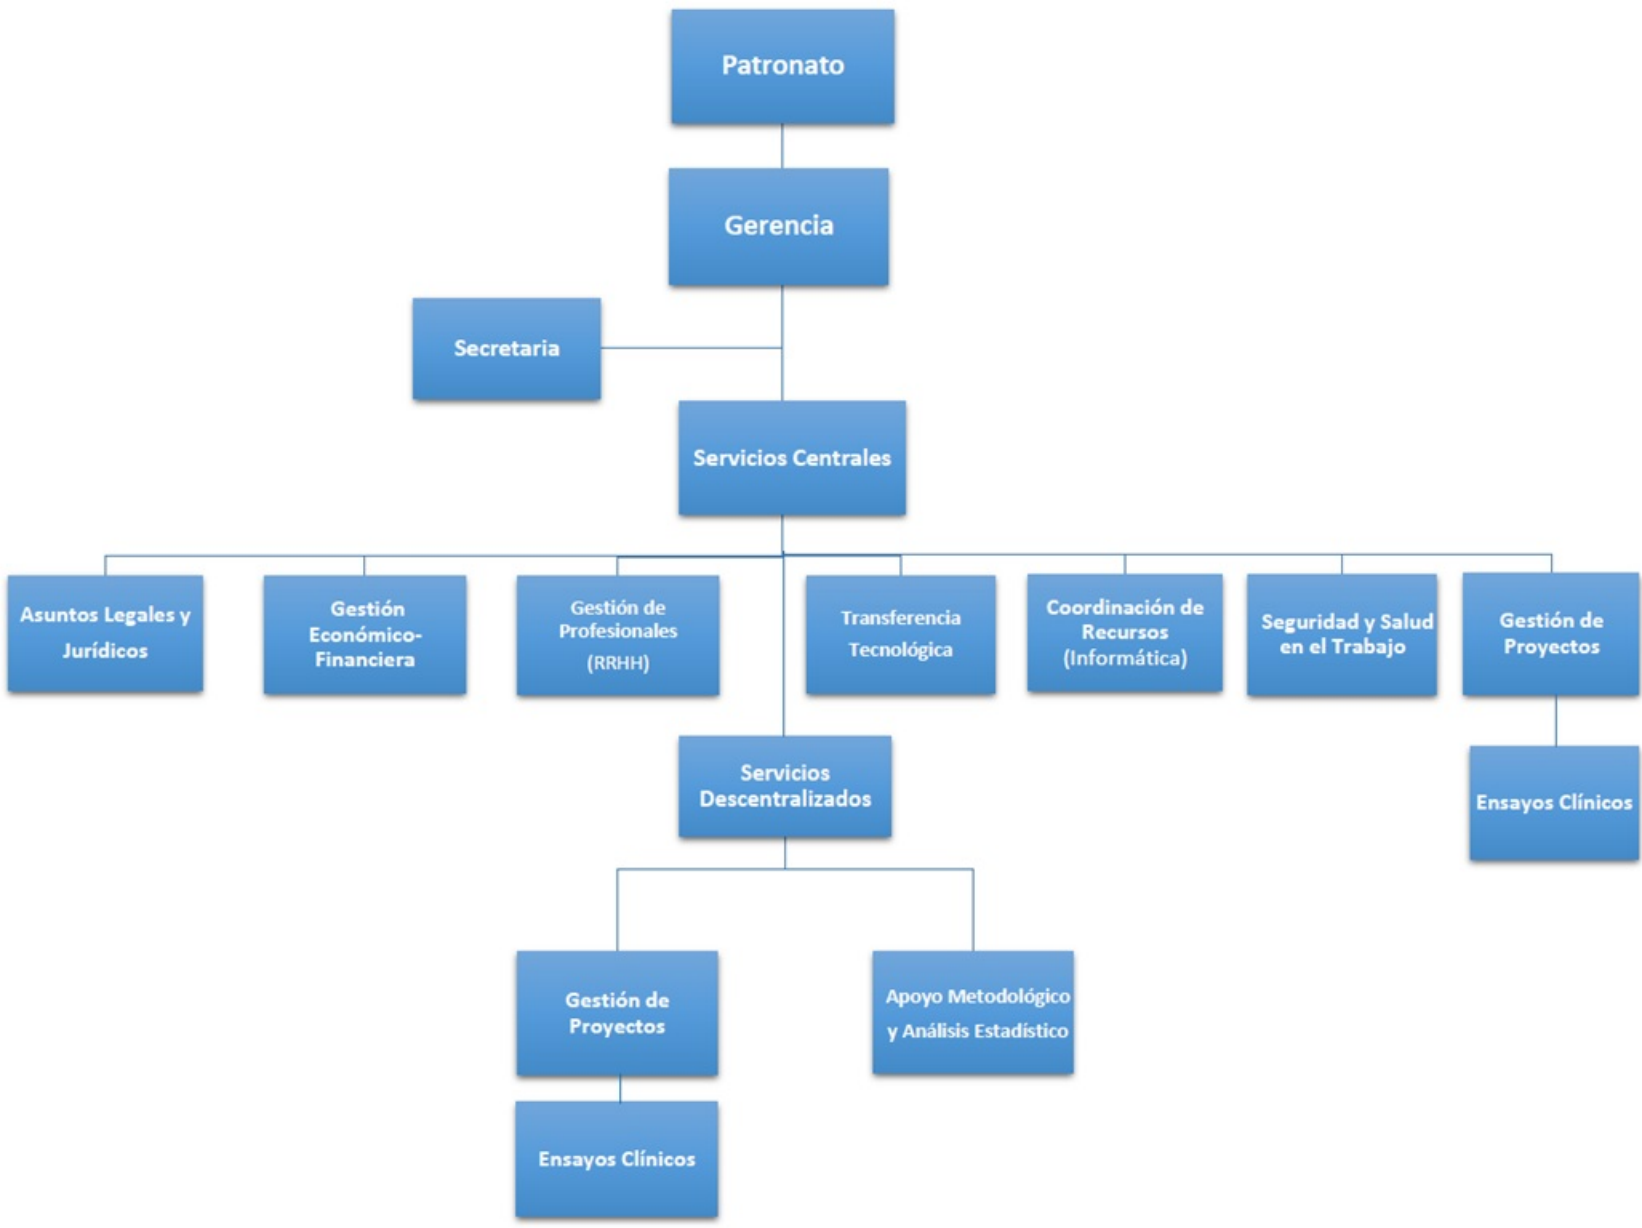 Patronato
Gerencia
Secretaria
Servicios Centrales
Asuntos Legales y
Jurídicos
Gestión
Económico-
Financiera
Gestión de
Profesionales
(RRHH)
Transferencia
Tecnológica
Coordinación de
Recursos
(Informática)
Seguridad y Salud
en el Trabajo
Gestión de
Proyectos
Servicios
Descentralizados
Ensayos Clínicos
Gestión de
Proyectos
Apoyo Metodológico
y Análisis Estadístico
Ensayos Clínicos